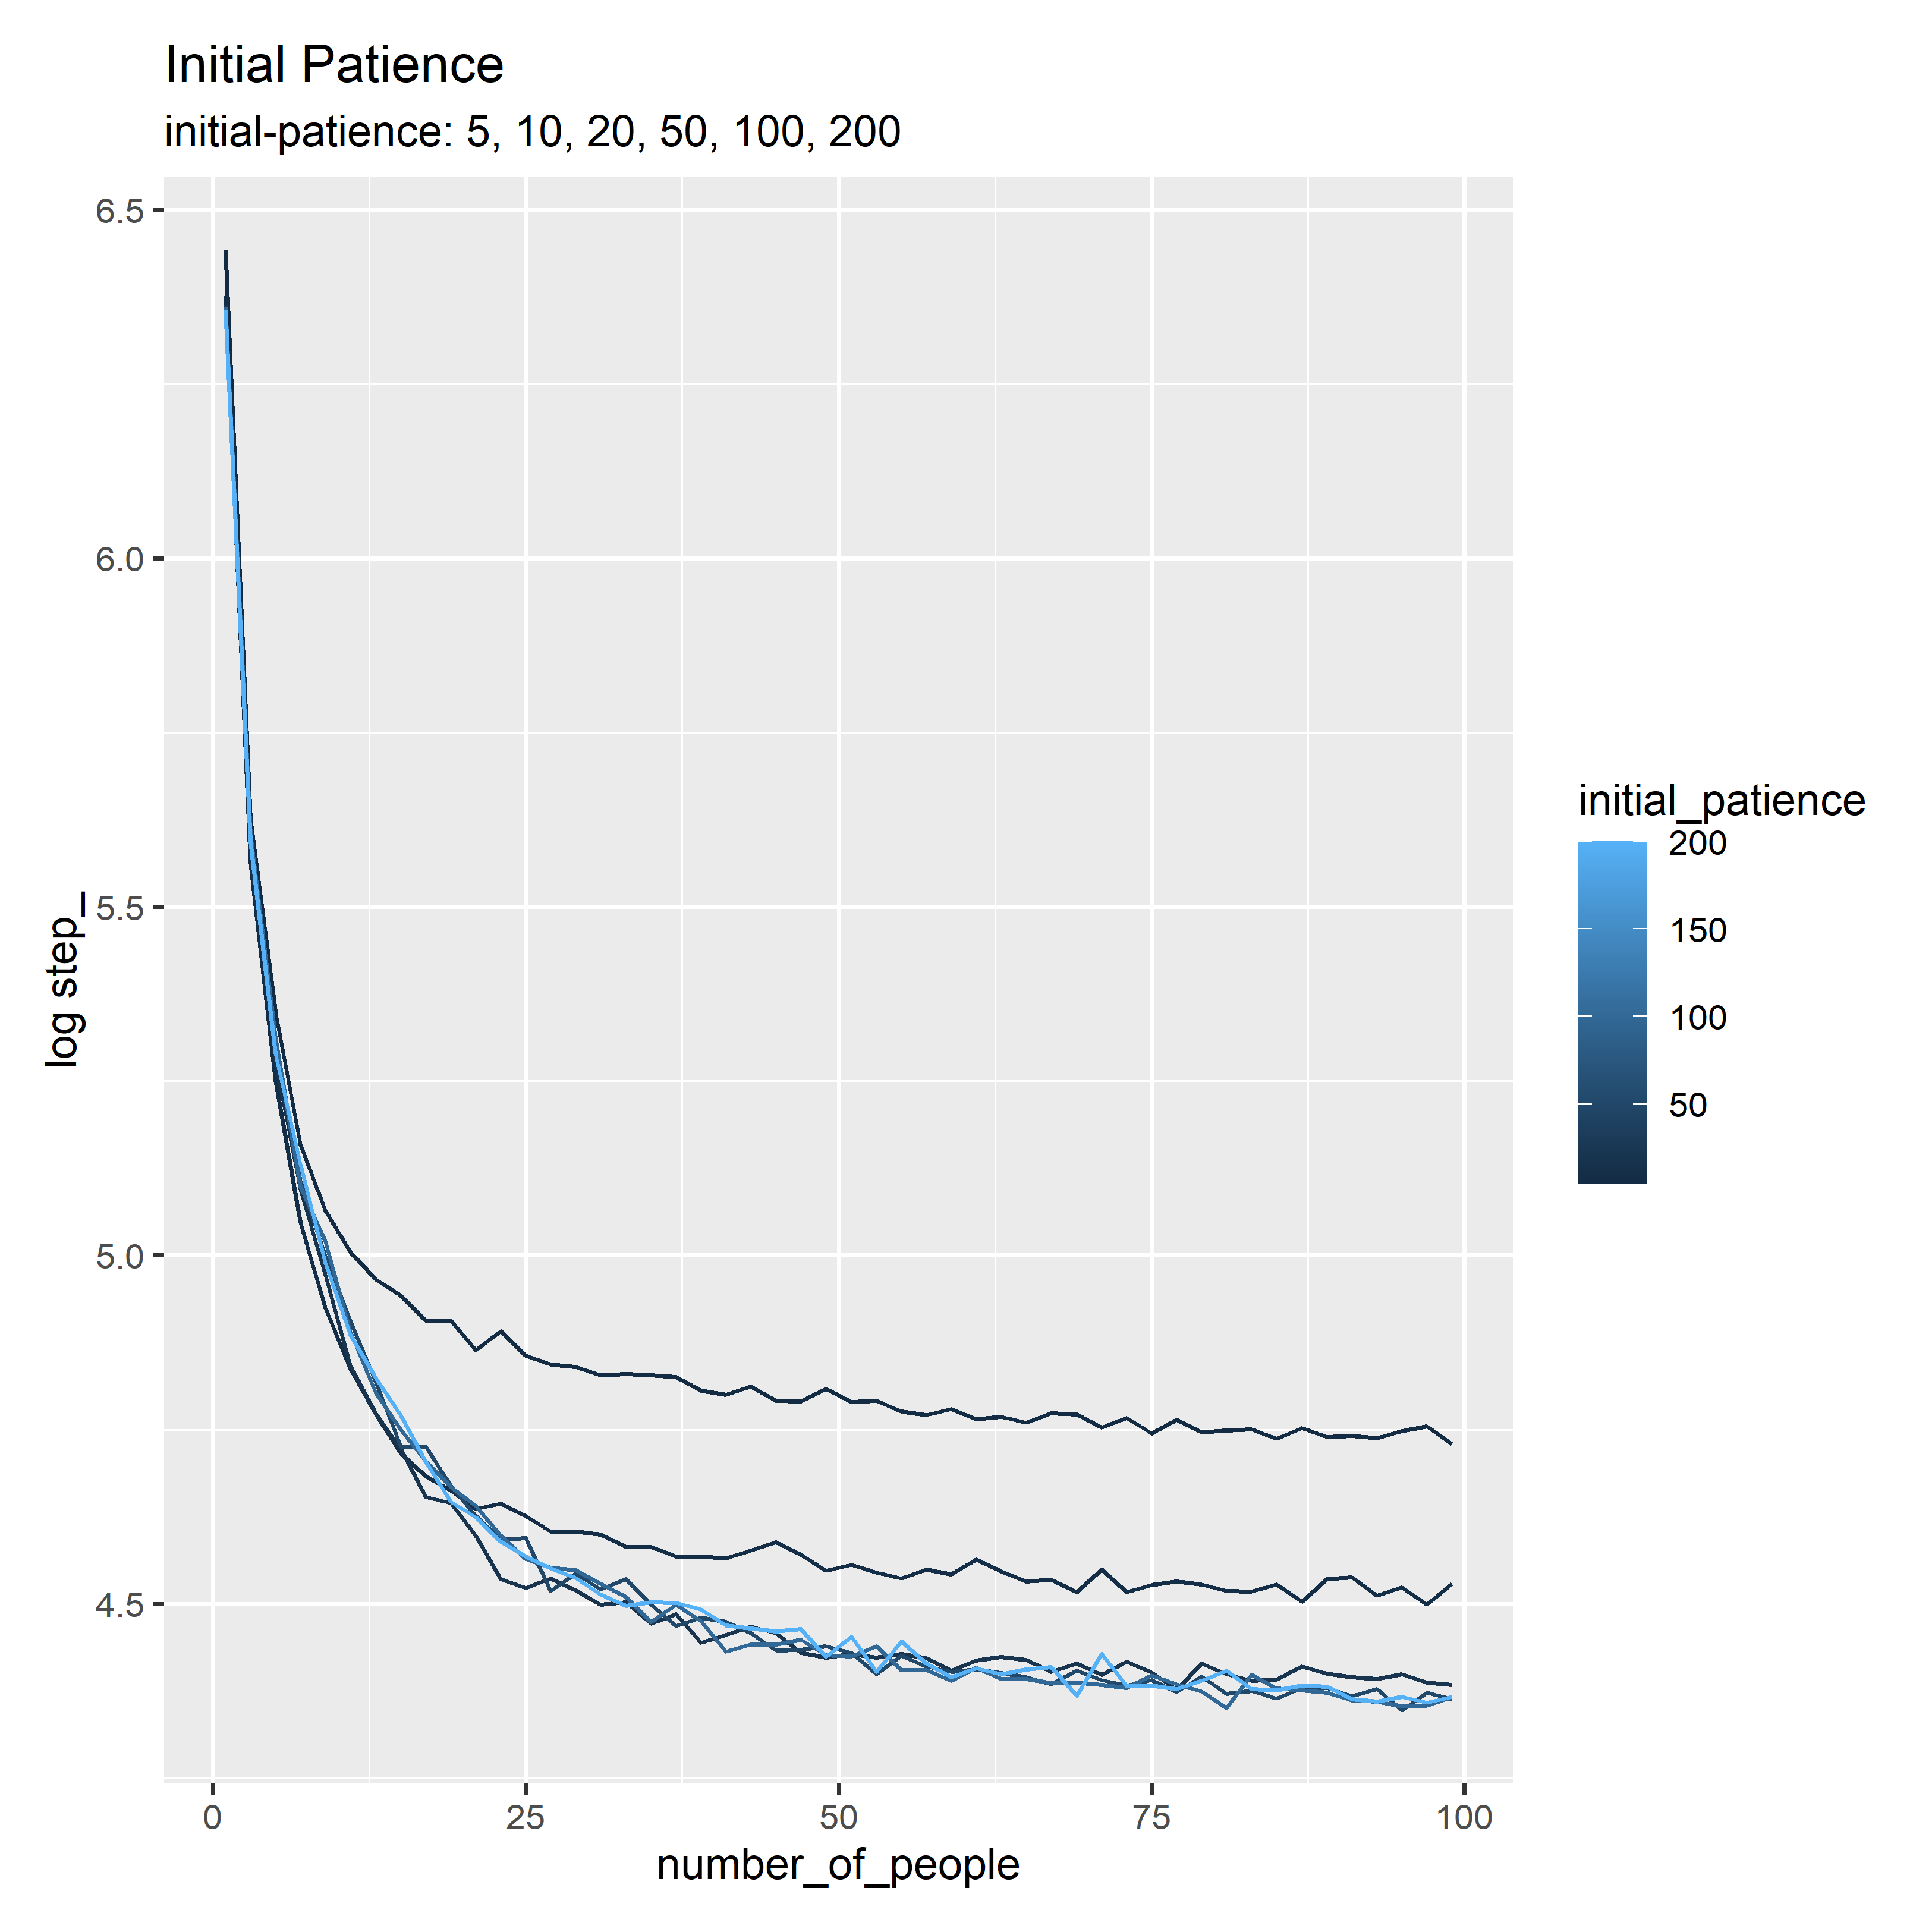 Initial Patience
initial-patience: 5, 10, 20, 50, 100, 200
6.5
6.0
5.5
5.0
4.5
log step_
0 25 50 75 100
number_of_people
initial_patience
200
150
100
50